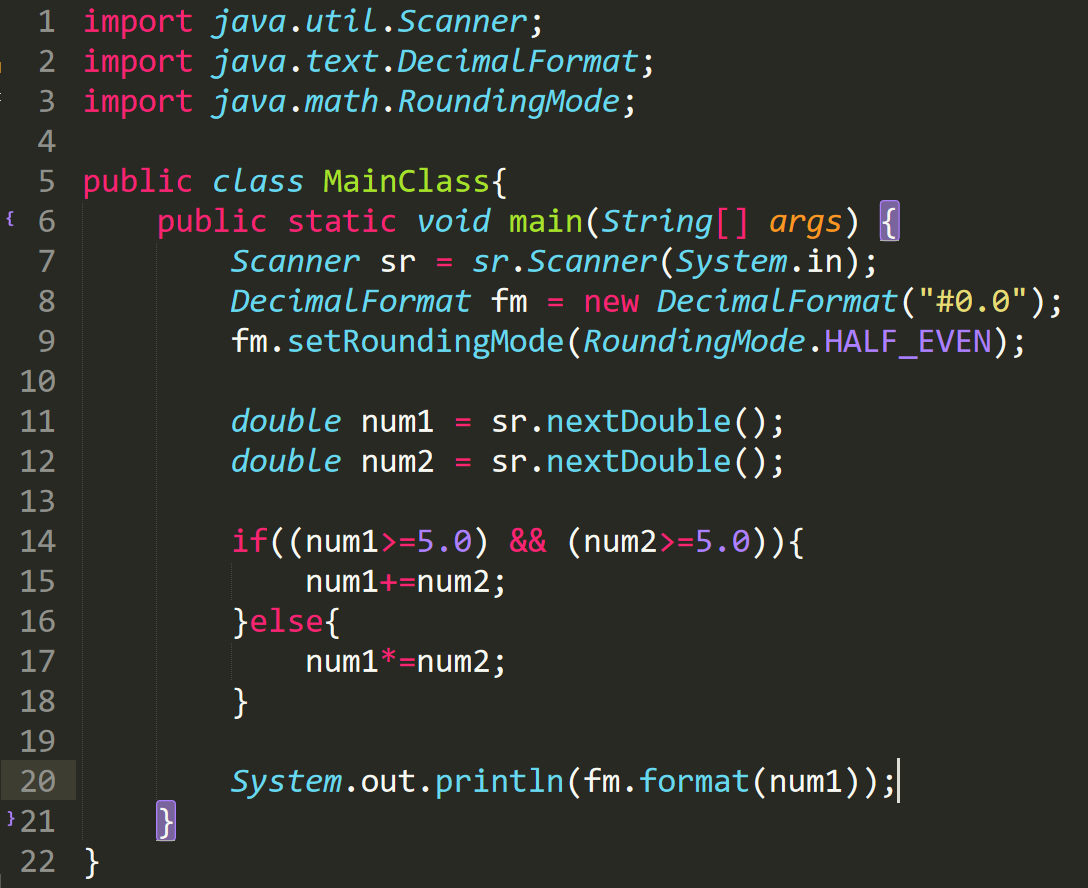 1 import java.util.Scanner;
2 import java.text.DecimalFormat;
3 import java.math.RoundingMode;
4
5 public class MainClass{
{ 6     public static void main(String[] args) {
7         Scanner sr = sr.Scanner(System.in);
8         DecimalFormat fm = new DecimalFormat("#0.0");
9         fm.setRoundingMode(RoundingMode.HALF_EVEN);
10
11         double num1 = sr.nextDouble();
12         double num2 = sr.nextDouble();
13
14         if((num1>=5.0) && (num2>=5.0)){
15             num1+=num2;
16         }else{
17             num1*=num2;
18         }
19
20         System.out.println(fm.format(num1));
} 21     }
22 }